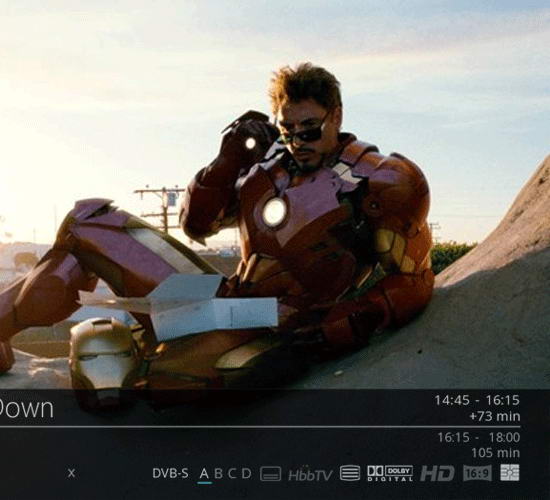 Down
14:45 - 16:15
+73 min
16:15 - 18:00
105 min
x DVB-S A B C D HbbTV DOLBY DIGITAL HD 16:9